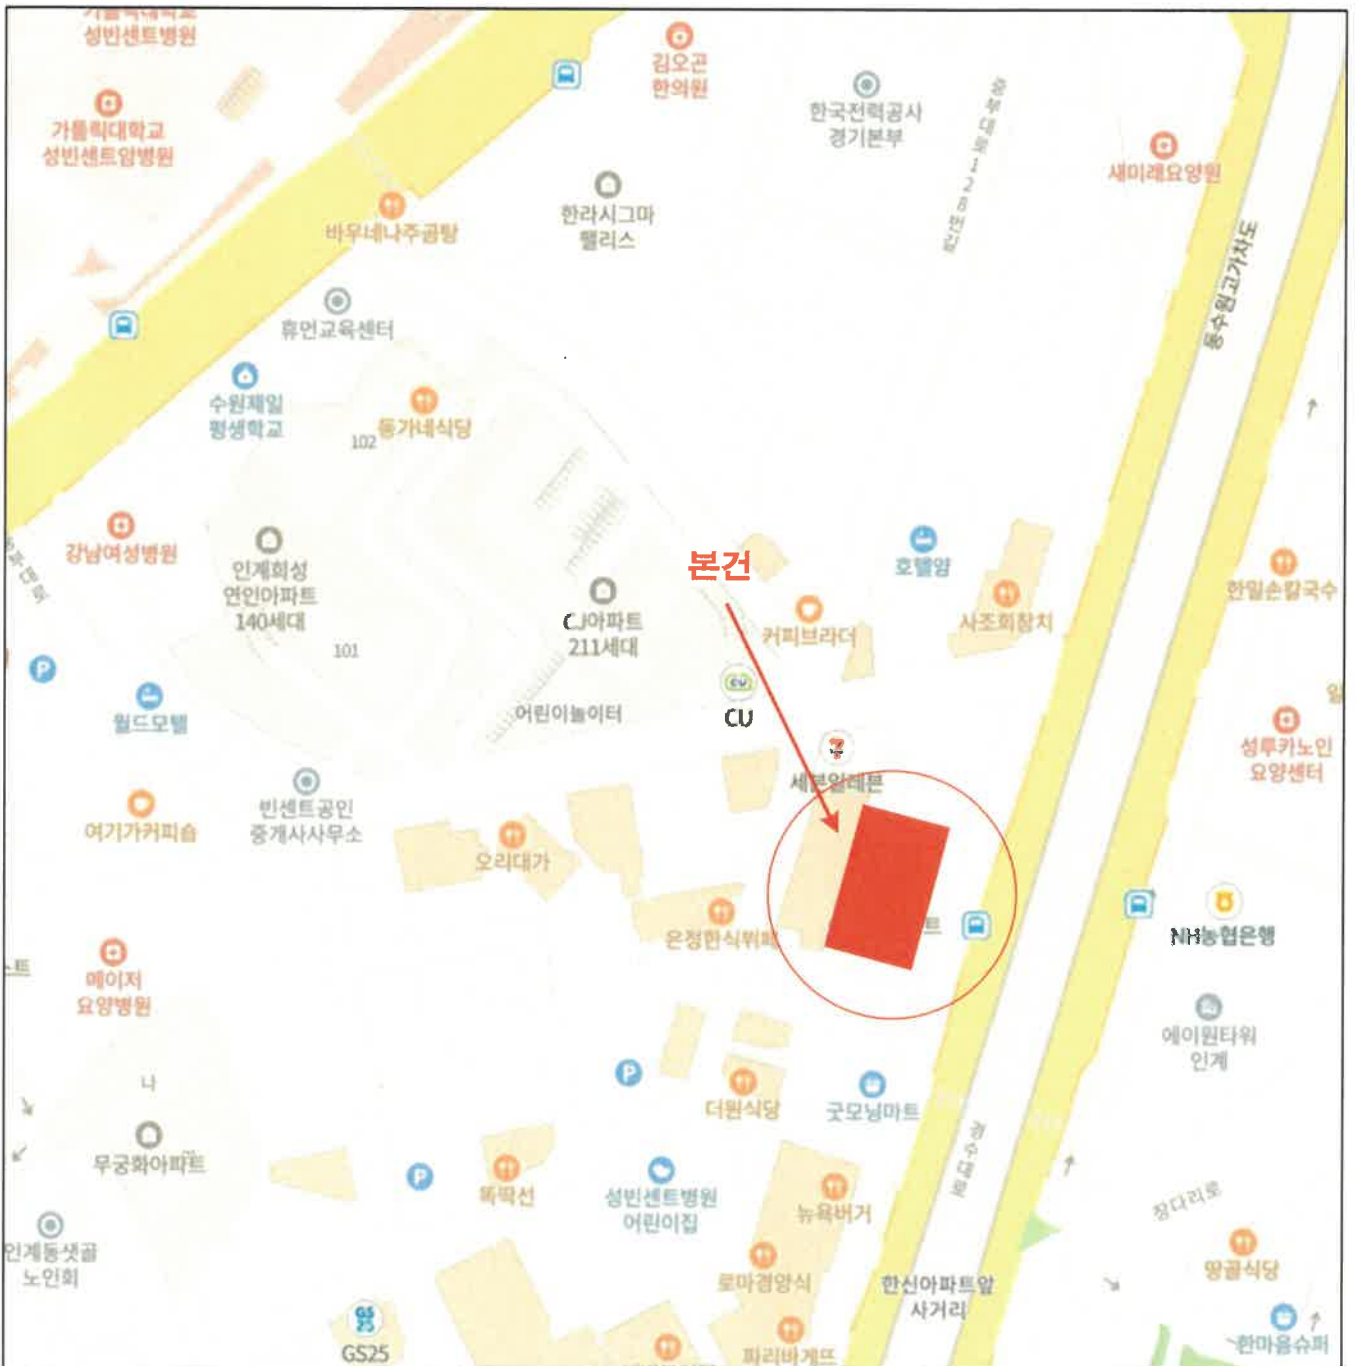 성빈센트병원
가톨릭대학교
성빈센트암병원
김오곤
한의원
한국전력공사
경기본부
중부대로128번길
새미래요양원
바우네나주곰탕
한라시그마
팰리스
동수원고가차도
휴먼교육센터
수원제일
평생학교
102
동가네식당
강남여성병원
인계희성
연인아파트
140세대
101
본건
호텔얌
CJ아파트
211세대
커피브라더
사조회참치
한밀손칼국수
월드모텔
어린이놀이터
CU
CU
세븐일레븐
성루카노인
요양센터
여기가커피숍
빈센트공인
중개사사무소
오리대가
은정한식뷔페
트
NH농협은행
트
메이저
요양병원
에이원타워
인계
P
P
P
나
더원식당
굿모닝마트
경수대로
무궁화아파트
똑딱선
성빈센트병원
어린이집
뉴욕버거
장다리로
인계동샛골
노인회
로마경양식
한신아파트앞
사거리
땅골식당
GS
25
GS25
파리바게뜨
한마음슈퍼